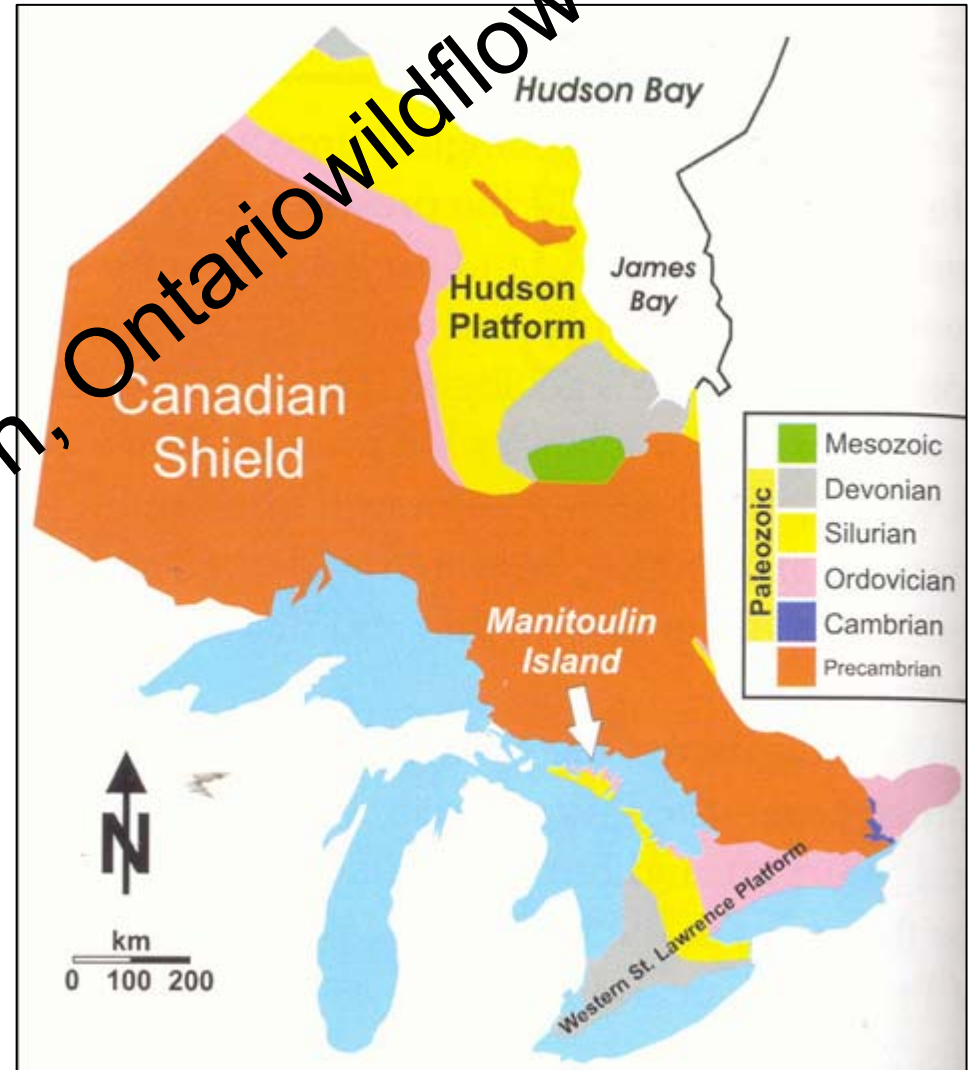 Hudson Bay
James
Bay
Hudson
Platform
Canadian
Shield
Manitoulin
Island
Mesozoic
Paleozoic
Devonian
Silurian
Ordovician
Cambrian
Precambrian
N
km
0 100 200
Western St. Lawrence Platform
n, Ontariowildflow